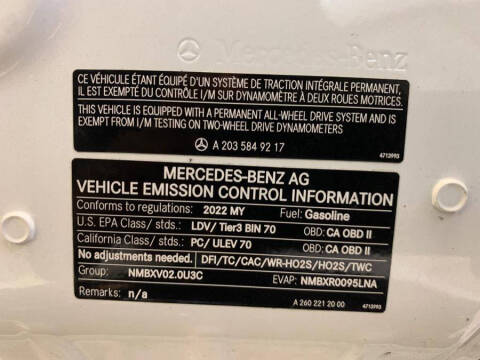 Mercedes-Benz
CE VÉHICULE ÉTANT ÉQUIPÉ D'UN SYSTÈME DE TRACTION INTÉGRALE PERMANENT,
IL EST EXEMPTÉ DU CONTRÔLE I/M SUR DYNAMOMÈTRE À DEUX ROUES MOTRICES.
THIS VEHICLE IS EQUIPPED WITH A PERMANENT ALL-WHEEL DRIVE SYSTEM AND IS
EXEMPT FROM I/M TESTING ON TWO-WHEEL DRIVE DYNAMOMETERS
A 203 584 92 17
4713993
MERCEDES-BENZ AG
VEHICLE EMISSION CONTROL INFORMATION
Conforms to regulations: 2022 MY Fuel: Gasoline
U.S. EPA Class/ stds.: LDV/ Tier3 BIN 70 OBD: CA OBD II
California Class/ stds.: PC/ ULEV 70 OBD: CA OBD II
No adjustments needed. DFI/TC/CAC/WR-HO2S/HO2S/TWC
Group: NMBXV02.0U3C EVAP: NMBXR0095LNA
Remarks: n/a A 260 221 20 00
4713993